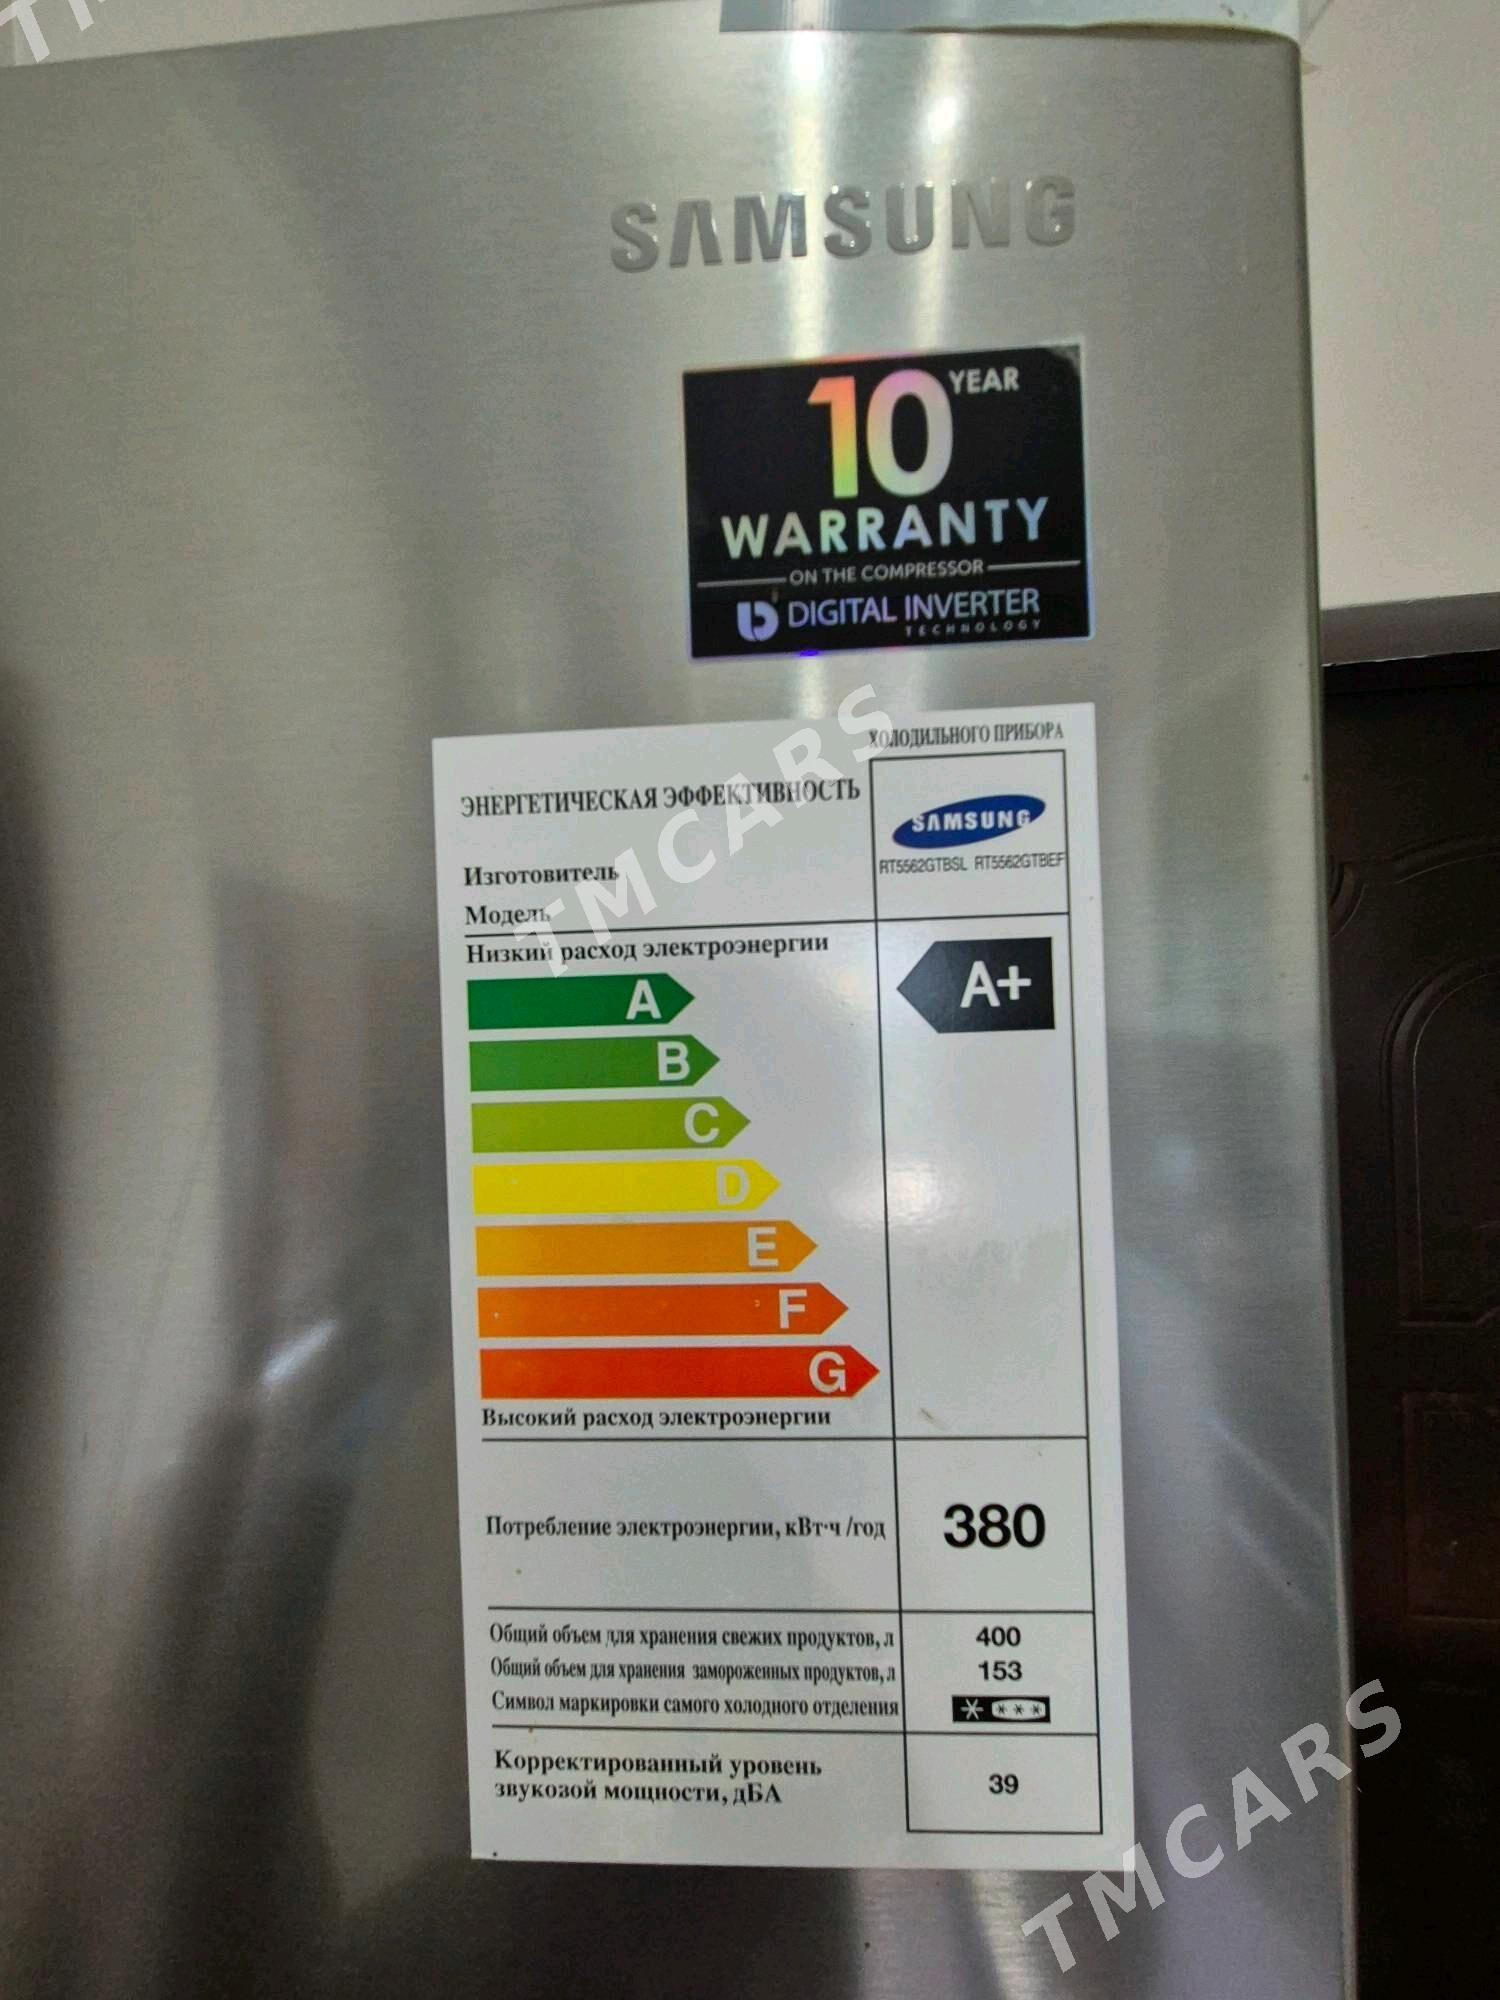 SAMSUNG
10 YEAR
WARRANTY
ON THE COMPRESSOR
DIGITAL INVERTER
TECHNOLOGY
ХОЛОДИЛЬНОГО ПРИБОРА
ЭНЕРГЕТИЧЕСКАЯ ЭФФЕКТИВНОСТЬ
SAMSUNG
Изготовитель
RT5562GTBSL RT5562GTBEF
Модель
Низкий расход электроэнергии
A
A+
B
C
D
E
F
G
Высокий расход электроэнергии
Потребление электроэнергии, кВт·ч /год 380
Общий объем для хранения свежих продуктов, л 400
Общий объем для хранения замороженных продуктов, л 153
Символ маркировки самого холодного отделения
Корректированный уровень
звуковой мощности, дБА 39
TMCARS
TMCARS